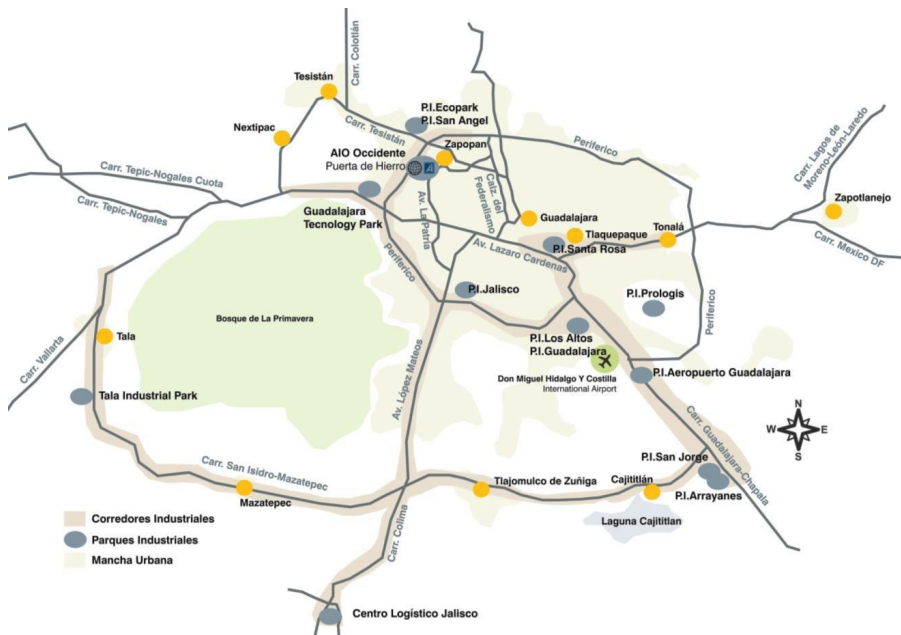 Tesistán
Carr. Colotlán
P.I.Ecopark
P.I.San Angel
Nextipac
Carr. Tesistán
Zapopan
Periferico
Carr. Lagos de
Moreno-León-Laredo
AIO Occidente
Puerta de Hierro
Carr. Tepic-Nogales Cuota
Carr. Tepic-Nogales
Guadalajara
Tecnology Park
Av. La Patria
Calz. del
Federalismo
Guadalajara
Tlaquepaque
Tonalá
Zapotlanejo
P.I.Santa Rosa
Av. Lazaro Cardenas
Carr. Mexico DF
Periferico
P.I.Jalisco
P.I.Prologis
Periferico
Bosque de La Primavera
Tala
Carr. Vallarta
P.I.Los Altos
P.I.Guadalajara
Don Miguel Hidalgo Y Costilla
International Airport
P.I.Aeropuerto Guadalajara
Tala Industrial Park
Av. López Mateos
Carr. Guadalajara-Chapala
N
W
E
S
Carr. San Isidro-Mazatepec
P.I.San Jorge
Tlajomulco de Zuñiga
Cajititlán
P.I.Arrayanes
Mazatepec
Laguna Cajititlan
Carr. Colima
Corredores Industriales
Parques Industriales
Mancha Urbana
Centro Logístico Jalisco